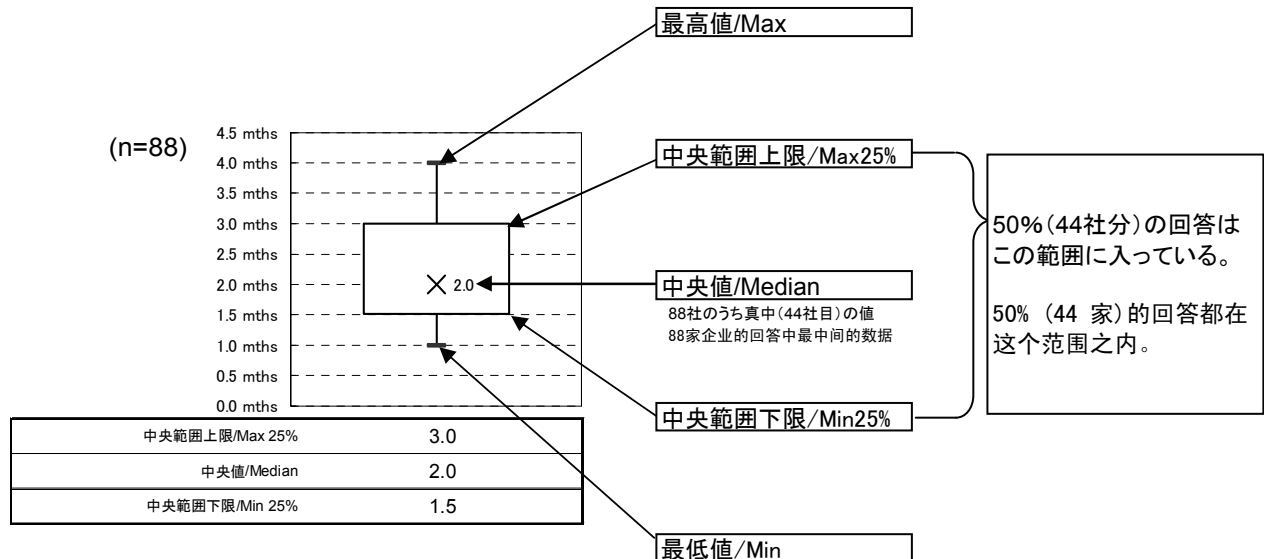 最高値/Max
(n=88)
4.5 mths
4.0 mths
3.5 mths
3.0 mths
2.5 mths
2.0 mths
1.5 mths
1.0 mths
0.5 mths
0.0 mths
2.0
中央範囲上限/Max25%
中央値/Median
88社のうち真中(44社目)の値
88家企业的回答中最中间的数据
中央範囲下限/Min25%
50%(44社分)の回答は
この範囲に入っている。
50% (44 家)的回答都在
这个范围之内。
中央範囲上限/Max 25% 3.0
中央値/Median 2.0
中央範囲下限/Min 25% 1.5
最低値/Min